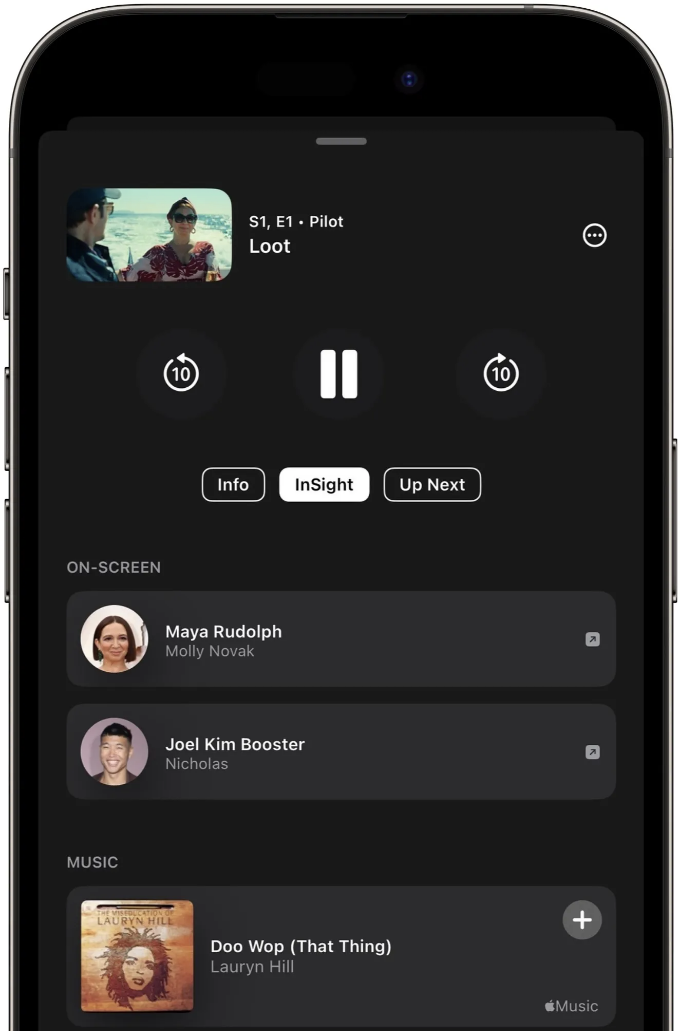 S1, E1 • Pilot
Loot
10
10
Info
InSight
Up Next
ON-SCREEN
Maya Rudolph
Molly Novak
Joel Kim Booster
Nicholas
MUSIC
THE MISEDUCATION OF
LAURYN HILL
Doo Wop (That Thing)
Lauryn Hill
Music